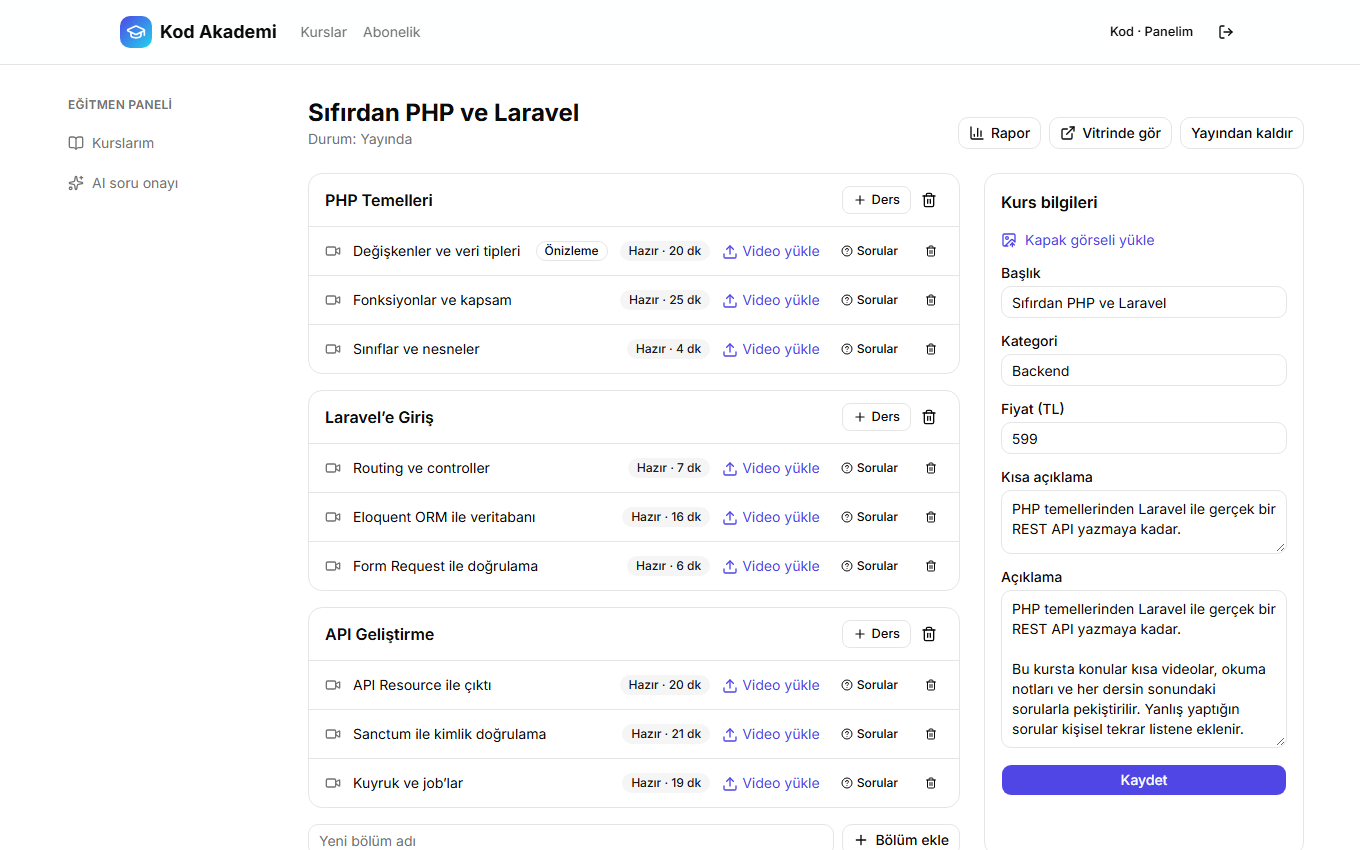 Kod Akademi
Kurslar
Abonelik
Kod · Panelim
EĞİTMEN PANELİ
Kurslarım
AI soru onayı
Sıfırdan PHP ve Laravel
Durum: Yayında
Rapor
Vitrinde gör
Yayından kaldır
PHP Temelleri
+ Ders
Değişkenler ve veri tipleri Önizleme Hazır · 20 dk Video yükle Sorular
Fonksiyonlar ve kapsam Hazır · 25 dk Video yükle Sorular
Sınıflar ve nesneler Hazır · 4 dk Video yükle Sorular
Laravel’e Giriş
+ Ders
Routing ve controller Hazır · 7 dk Video yükle Sorular
Eloquent ORM ile veritabanı Hazır · 16 dk Video yükle Sorular
Form Request ile doğrulama Hazır · 6 dk Video yükle Sorular
API Geliştirme
+ Ders
API Resource ile çıktı Hazır · 20 dk Video yükle Sorular
Sanctum ile kimlik doğrulama Hazır · 21 dk Video yükle Sorular
Kuyruk ve job’lar Hazır · 19 dk Video yükle Sorular
Yeni bölüm adı
+ Bölüm ekle
Kurs bilgileri
Kapak görseli yükle
Başlık
Sıfırdan PHP ve Laravel
Kategori
Backend
Fiyat (TL)
599
Kısa açıklama
PHP temellerinden Laravel ile gerçek bir
REST API yazmaya kadar.
Açıklama
PHP temellerinden Laravel ile gerçek bir
REST API yazmaya kadar.
Bu kursta konular kısa videolar, okuma
notları ve her dersin sonundaki
sorularla pekiştirilir. Yanlış yaptığın
sorular kişisel tekrar listene eklenir.
Kaydet